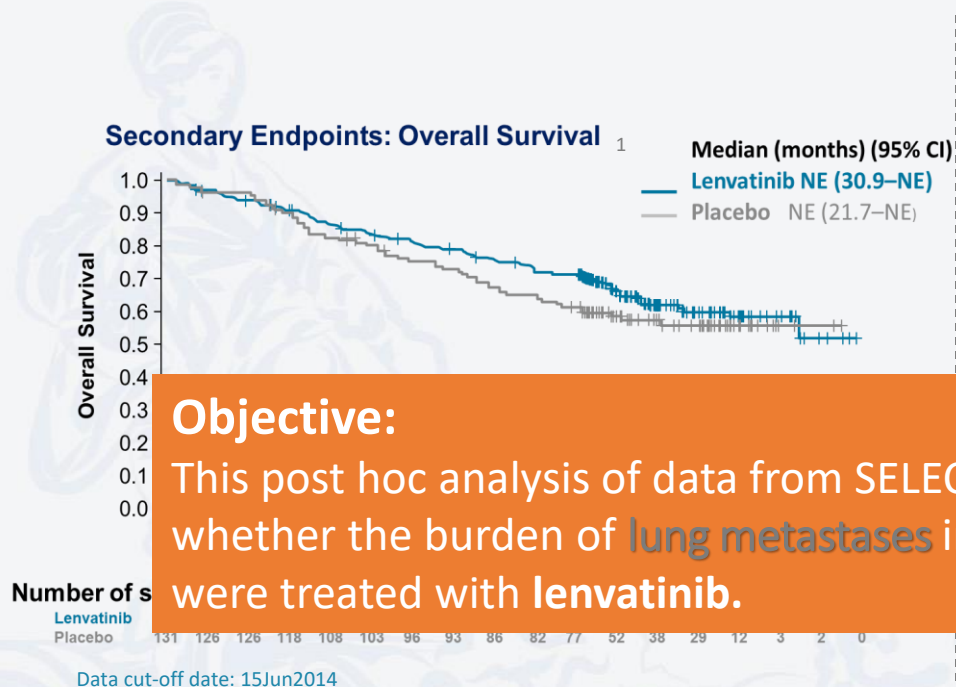 Secondary Endpoints: Overall Survival 1
Median (months) (95% CI)
Lenvatinib NE (30.9–NE)
Placebo NE (21.7–NE)
Overall Survival
1.0
0.9
0.8
0.7
0.6
0.5
0.4
0.3
0.2
0.1
0.0
Objective:
This post hoc analysis of data from SELEC
whether the burden of lung metastases i
were treated with lenvatinib.
Number of s
Lenvatinib
Placebo 131 126 126 118 108 103 96 93 86 82 77 52 38 29 12 3 2 0
Data cut-off date: 15Jun2014